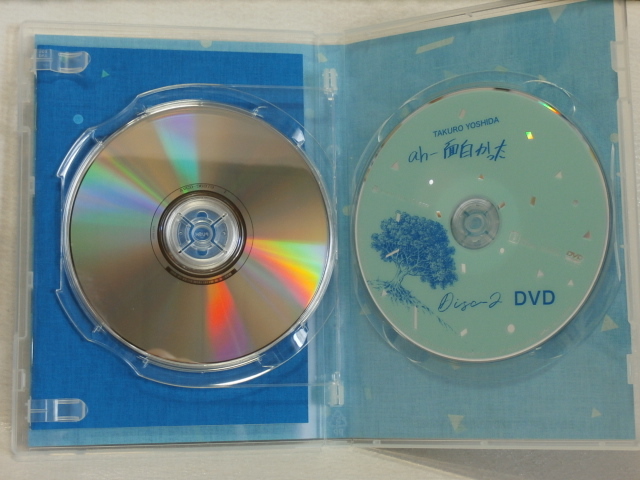 TAKURO YOSHIDA
ah-面白かった
Disc-2 DVD